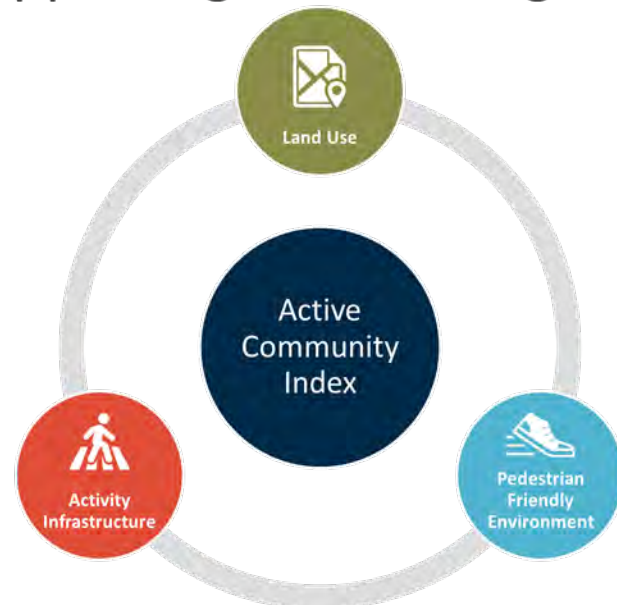 Land Use
Active
Community
Index
Activity
Infrastructure
Pedestrian
Friendly
Environment